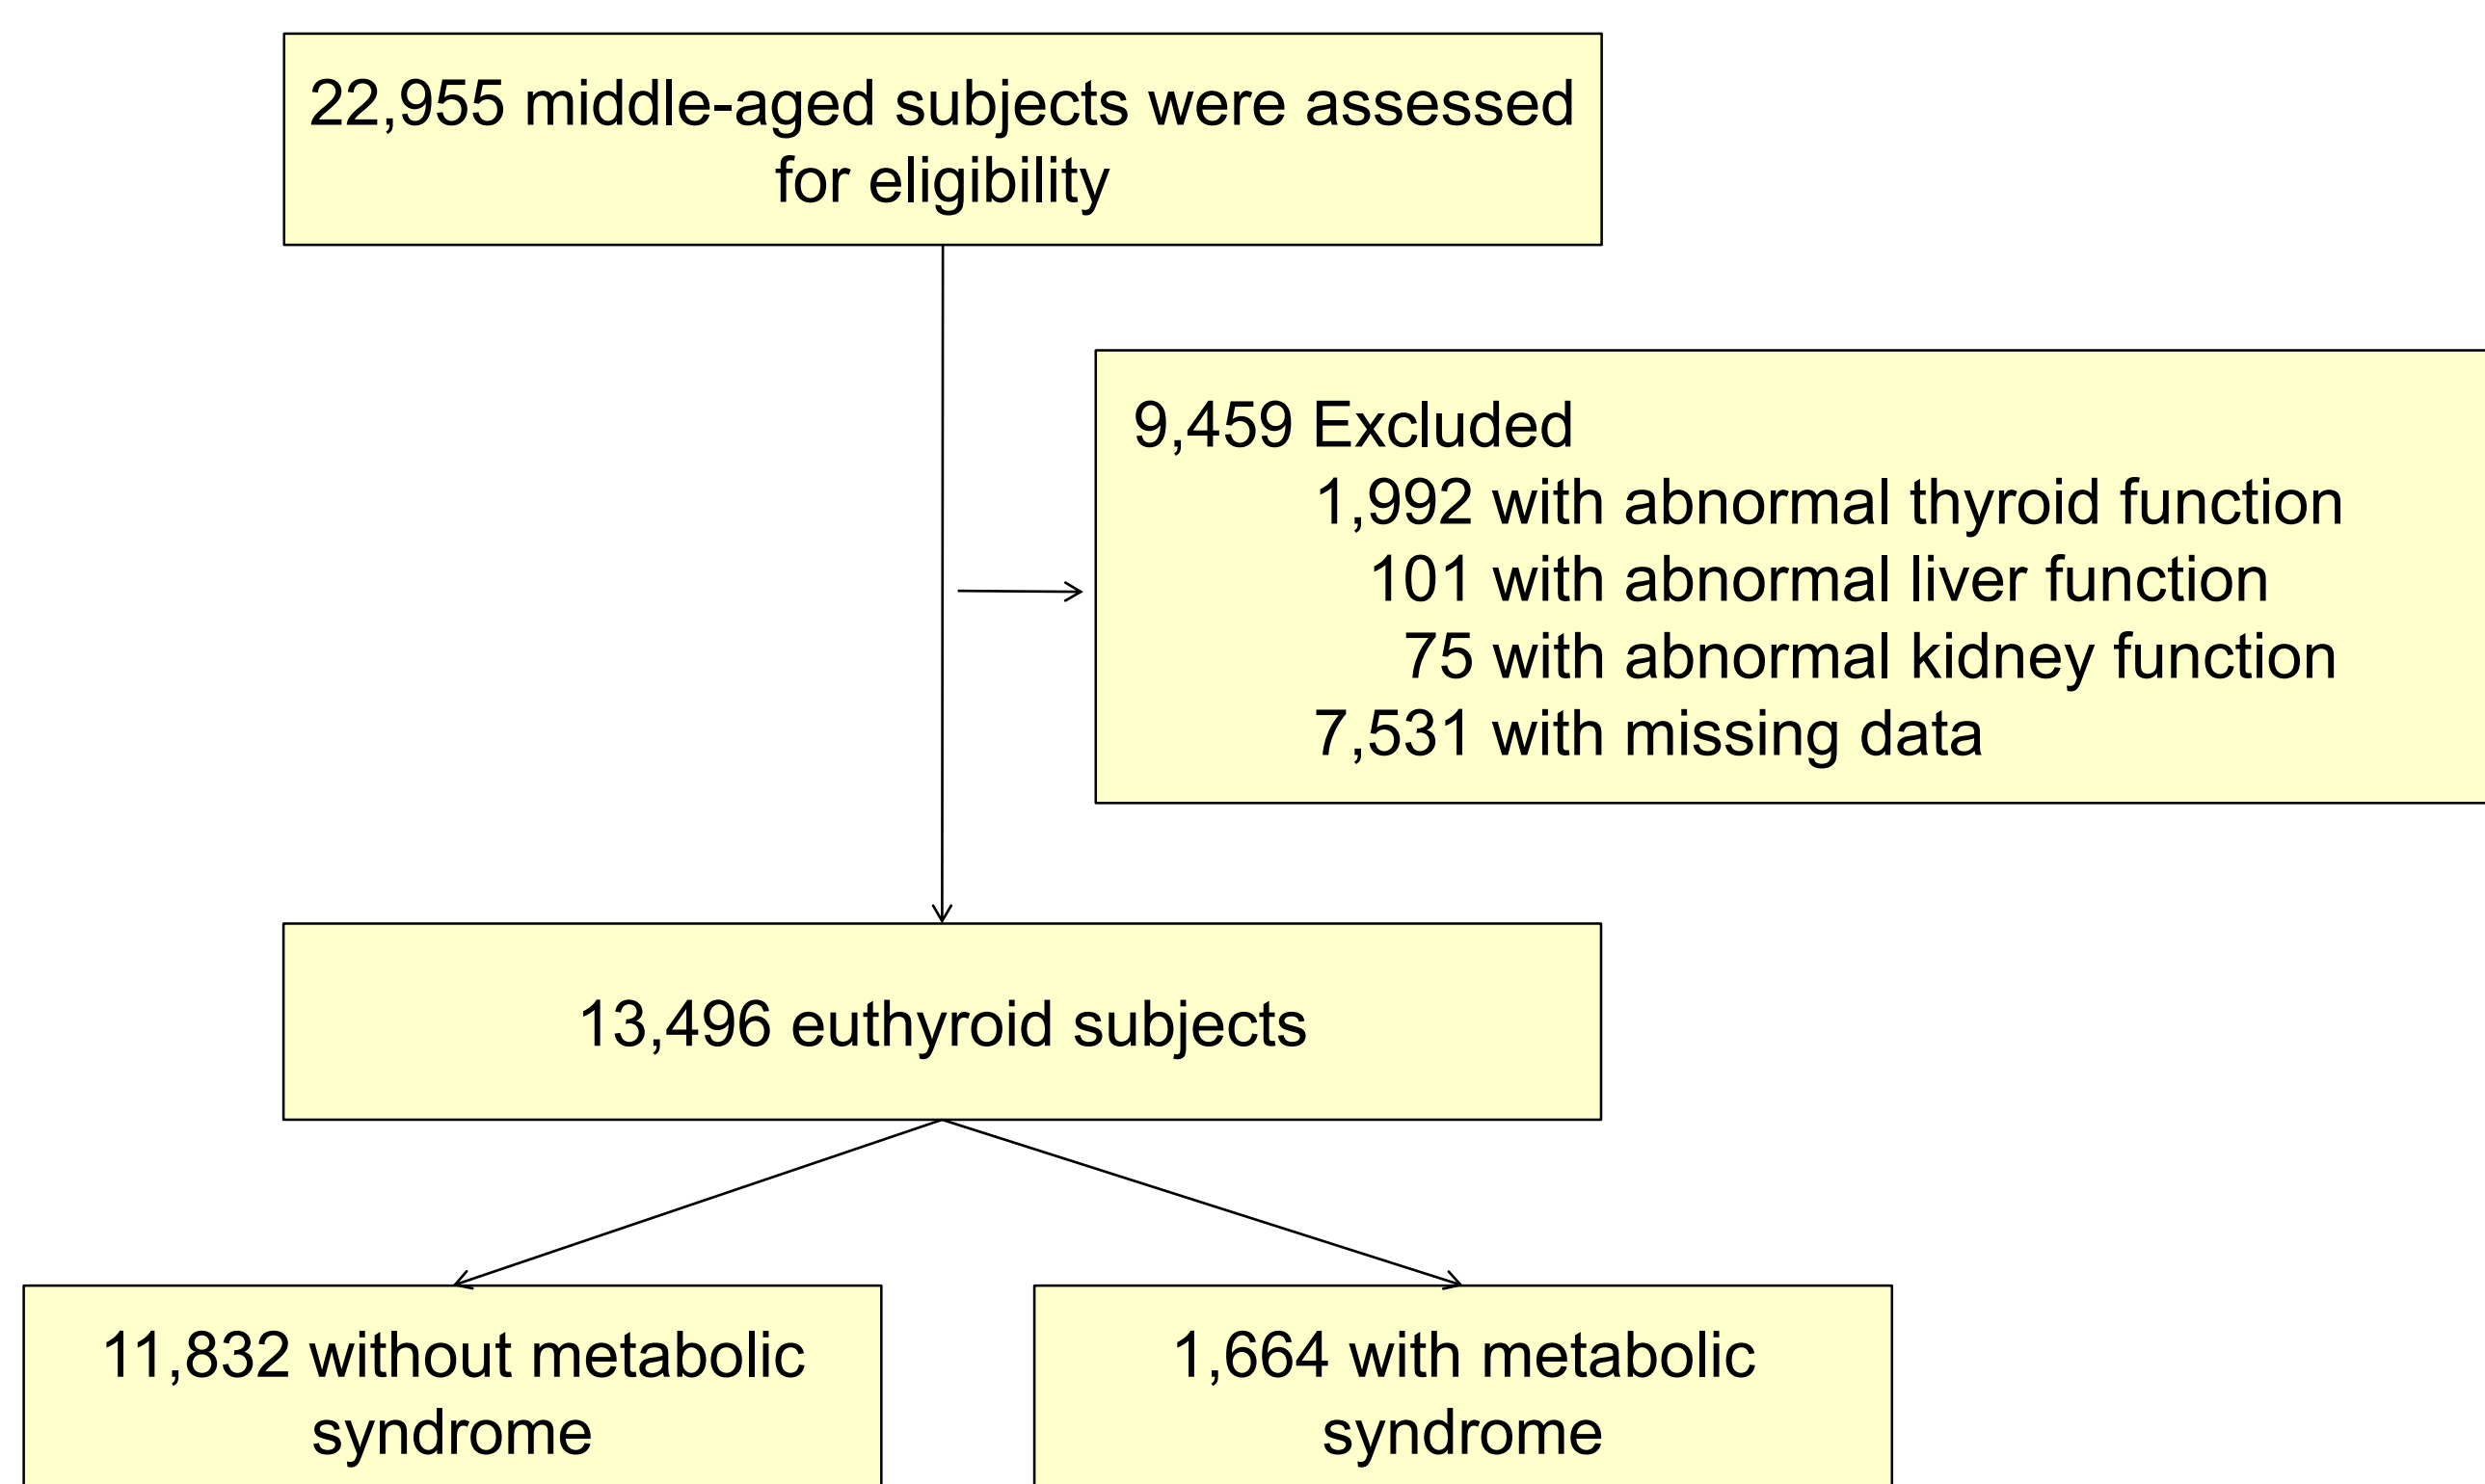 22,955 middle-aged subjects were assessed
for eligibility
9,459 Excluded
1,992 with abnormal thyroid function
101 with abnormal liver function
75 with abnormal kidney function
7,531 with missing data
13,496 euthyroid subjects
11,832 without metabolic
syndrome
1,664 with metabolic
syndrome